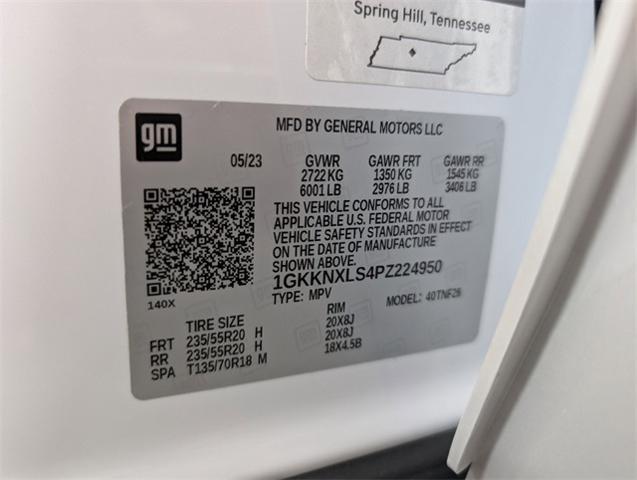 Spring Hill, Tennessee
gm
MFD BY GENERAL MOTORS LLC
05/23 GVWR GAWR FRT GAWR RR
2722 KG 1350 KG 1545 KG
6001 LB 2976 LB 3406 LB
THIS VEHICLE CONFORMS TO ALL
APPLICABLE U.S. FEDERAL MOTOR
VEHICLE SAFETY STANDARDS IN EFFECT
ON THE DATE OF MANUFACTURE
SHOWN ABOVE.
1GKKNXLS4PZ224950
140X
TYPE: MPV MODEL: 40TNF26
TIRE SIZE RIM
FRT 235/55R20 H 20X8J
RR 235/55R20 H 20X8J
SPA T135/70R18 M 18X4.5B